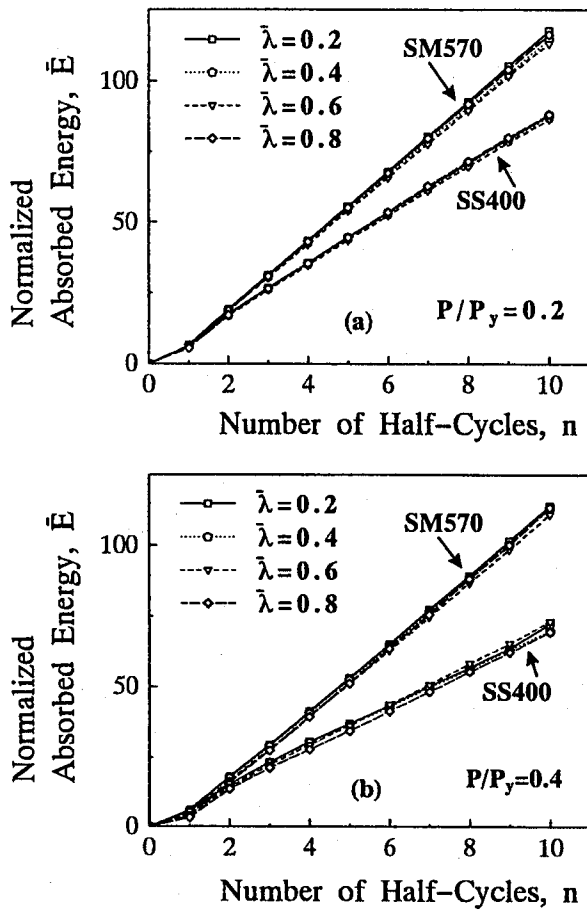 λ̄=0.2
λ̄=0.4
λ̄=0.6
λ̄=0.8
SM570
SS400
(a)
P/Py=0.2
Normalized
Absorbed Energy, Ē
100
50
0
0 2 4 6 8 10
Number of Half-Cycles, n
λ̄=0.2
λ̄=0.4
λ̄=0.6
λ̄=0.8
SM570
SS400
(b)
P/Py=0.4
Normalized
Absorbed Energy, Ē
100
50
0
0 2 4 6 8 10
Number of Half-Cycles, n